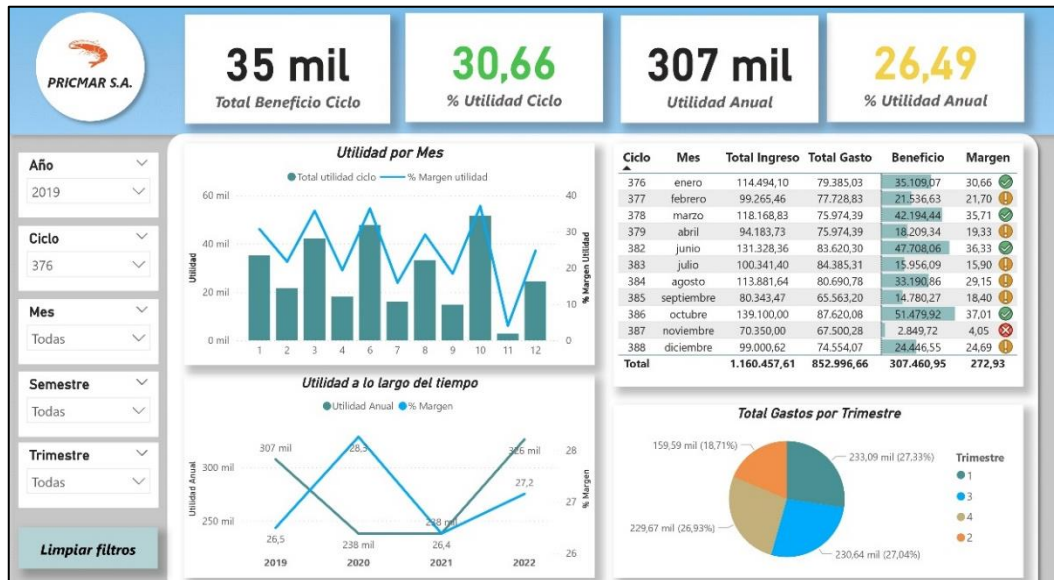 PRICMAR S.A.
35 mil
Total Beneficio Ciclo
30,66
% Utilidad Ciclo
307 mil
Utilidad Anual
26,49
% Utilidad Anual
Año
2019
Ciclo
376
Mes
Todas
Semestre
Todas
Trimestre
Todas
Limpiar filtros
Utilidad por Mes
Total utilidad ciclo % Margen utilidad
60 mil
40 mil
20 mil
0 mil
Utilidad
40
30
20
10
0
% Margen Utilidad
1 2 3 4 5 6 7 8 9 10 11 12
Ciclo Mes Total Ingreso Total Gasto Beneficio Margen
376 enero 114.494,10 79.385,03 35.109,07 30,66
377 febrero 99.265,46 77.728,83 21.536,63 21,70
378 marzo 118.168,83 75.974,39 42.194,44 35,71
379 abril 94.183,73 75.974,39 18.209,34 19,33
382 junio 131.328,36 83.620,30 47.708,06 36,33
383 julio 100.341,40 84.385,31 15.956,09 15,90
384 agosto 113.881,64 80.690,78 33.190,86 29,15
385 septiembre 80.343,47 65.563,20 14.780,27 18,40
386 octubre 139.100,00 87.620,08 51.479,92 37,01
387 noviembre 70.350,00 67.500,28 2.849,72 4,05
388 diciembre 99.000,62 74.554,07 24.446,55 24,69
Total 1.160.457,61 852.996,66 307.460,95 272,93
Utilidad a lo largo del tiempo
Utilidad Anual % Margen
300 mil
250 mil
Utilidad Anual
307 mil
238 mil
238 mil
326 mil
26,5
28,3
26,4
27,2
28
27
26
% Margen
2019 2020 2021 2022
Total Gastos por Trimestre
159,59 mil (18,71%)
233,09 mil (27,33%)
229,67 mil (26,93%)
230,64 mil (27,04%)
Trimestre
1
3
4
2